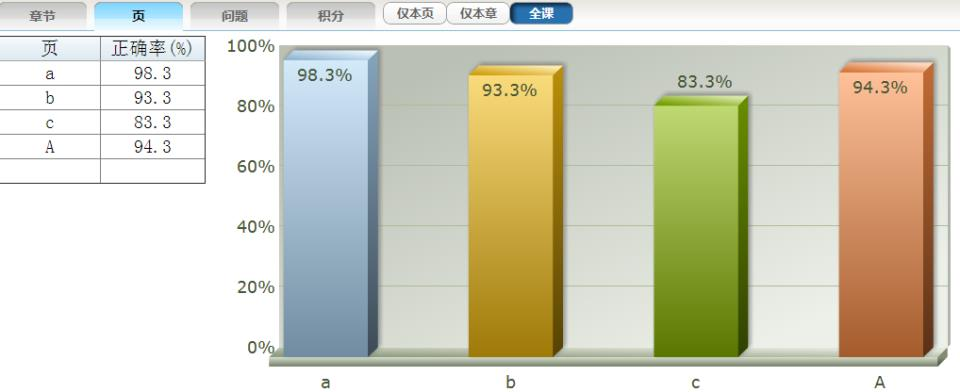 章节 页 问题 积分 仅本页 仅本章 全课
页 正确率(%)
a 98.3
b 93.3
c 83.3
A 94.3
100%
80%
60%
40%
20%
0%
98.3% 93.3% 83.3% 94.3%
a b c A